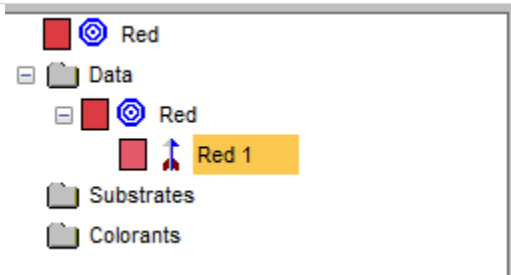 Red
Data
Red
Red 1
Substrates
Colorants